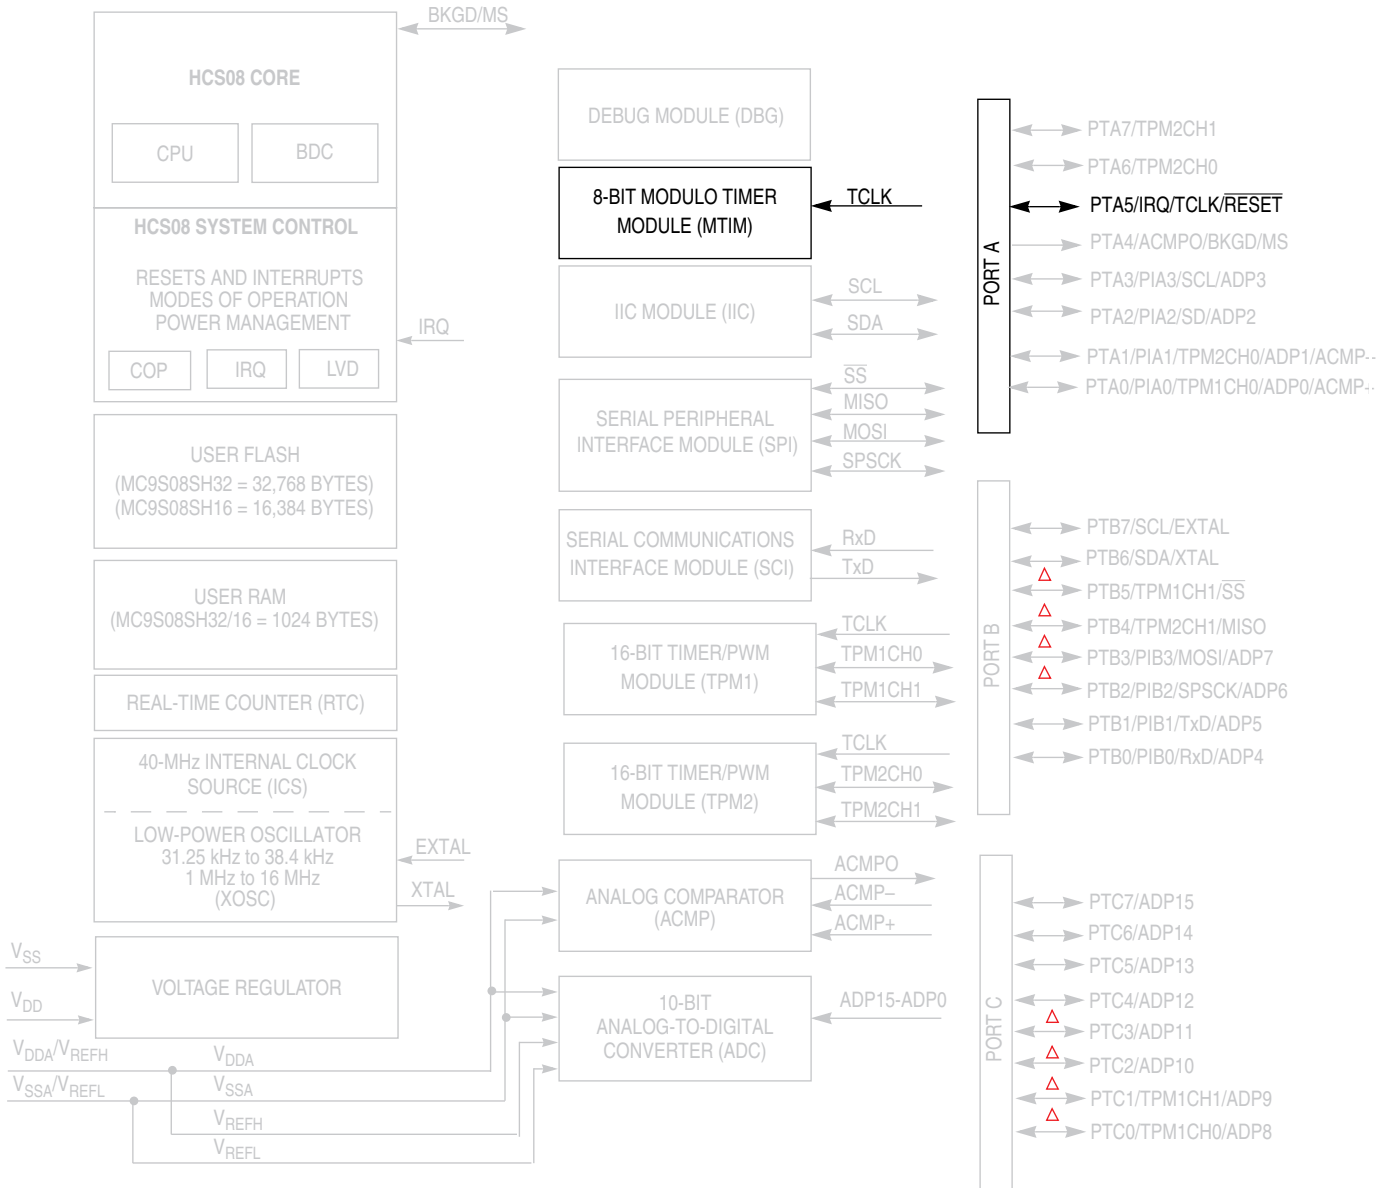 BKGD/MS
HCS08 CORE
CPU
BDC
HCS08 SYSTEM CONTROL
RESETS AND INTERRUPTS
MODES OF OPERATION
POWER MANAGEMENT
IRQ
COP
IRQ
LVD
USER FLASH
(MC9S08SH32 = 32,768 BYTES)
(MC9S08SH16 = 16,384 BYTES)
USER RAM
(MC9S08SH32/16 = 1024 BYTES)
REAL-TIME COUNTER (RTC)
40-MHz INTERNAL CLOCK
SOURCE (ICS)
LOW-POWER OSCILLATOR
31.25 kHz to 38.4 kHz
1 MHz to 16 MHz
(XOSC)
EXTAL
XTAL
VSS
VDD
VOLTAGE REGULATOR
VDDA/VREFH
VSSA/VREFL
VDDA
VSSA
VREFH
VREFL
DEBUG MODULE (DBG)
8-BIT MODULO TIMER
MODULE (MTIM)
TCLK
IIC MODULE (IIC)
SCL
SDA
SERIAL PERIPHERAL
INTERFACE MODULE (SPI)
SS
MISO
MOSI
SPSCK
SERIAL COMMUNICATIONS
INTERFACE MODULE (SCI)
RxD
TxD
16-BIT TIMER/PWM
MODULE (TPM1)
TCLK
TPM1CH0
TPM1CH1
16-BIT TIMER/PWM
MODULE (TPM2)
TCLK
TPM2CH0
TPM2CH1
ANALOG COMPARATOR
(ACMP)
ACMPO
ACMP–
ACMP+
10-BIT
ANALOG-TO-DIGITAL
CONVERTER (ADC)
ADP15-ADP0
PORT A
PTA7/TPM2CH1
PTA6/TPM2CH0
PTA5/IRQ/TCLK/RESET
PTA4/ACMPO/BKGD/MS
PTA3/PIA3/SCL/ADP3
PTA2/PIA2/SD/ADP2
PTA1/PIA1/TPM2CH0/ADP1/ACMP-
PTA0/PIA0/TPM1CH0/ADP0/ACMP-
PORT B
PTB7/SCL/EXTAL
PTB6/SDA/XTAL
PTB5/TPM1CH1/SS
PTB4/TPM2CH1/MISO
PTB3/PIB3/MOSI/ADP7
PTB2/PIB2/SPSCK/ADP6
PTB1/PIB1/TxD/ADP5
PTB0/PIB0/RxD/ADP4
PORT C
PTC7/ADP15
PTC6/ADP14
PTC5/ADP13
PTC4/ADP12
PTC3/ADP11
PTC2/ADP10
PTC1/TPM1CH1/ADP9
PTC0/TPM1CH0/ADP8